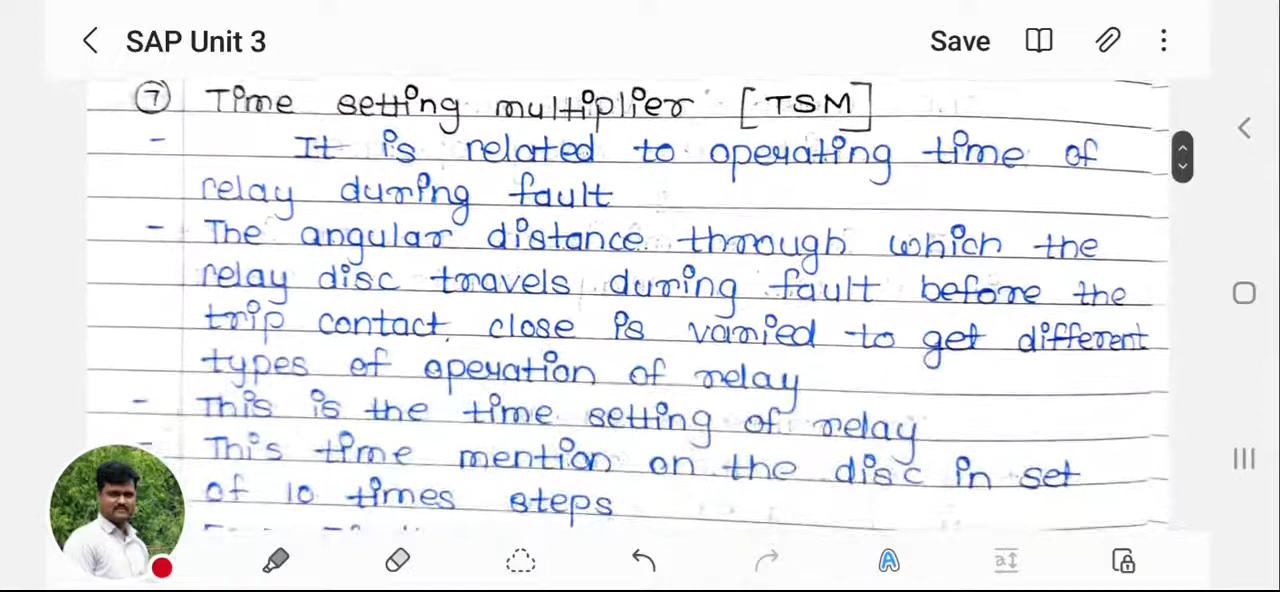 SAP Unit 3
Save
7 Time setting multiplier [TSM]
- It is related to operating time of
relay during fault
- The angular distance through which the
relay disc travels during fault before the
trip contact close is varried to get different
types of operation of relay
- This is the time setting of relay
- This time mention on the disc in set
of 10 times steps